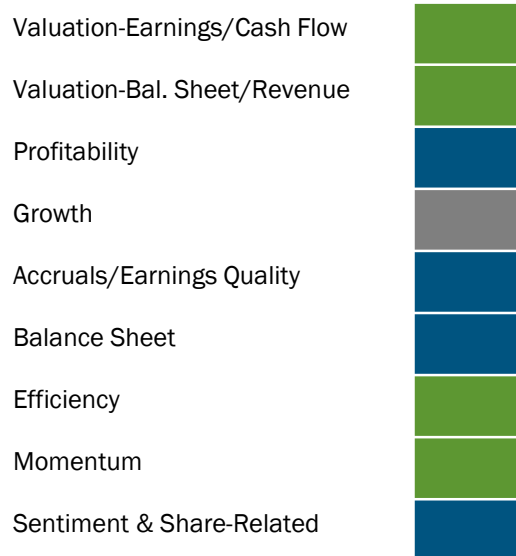 Valuation-Earnings/Cash Flow
Valuation-Bal. Sheet/Revenue
Profitability
Growth
Accruals/Earnings Quality
Balance Sheet
Efficiency
Momentum
Sentiment & Share-Related